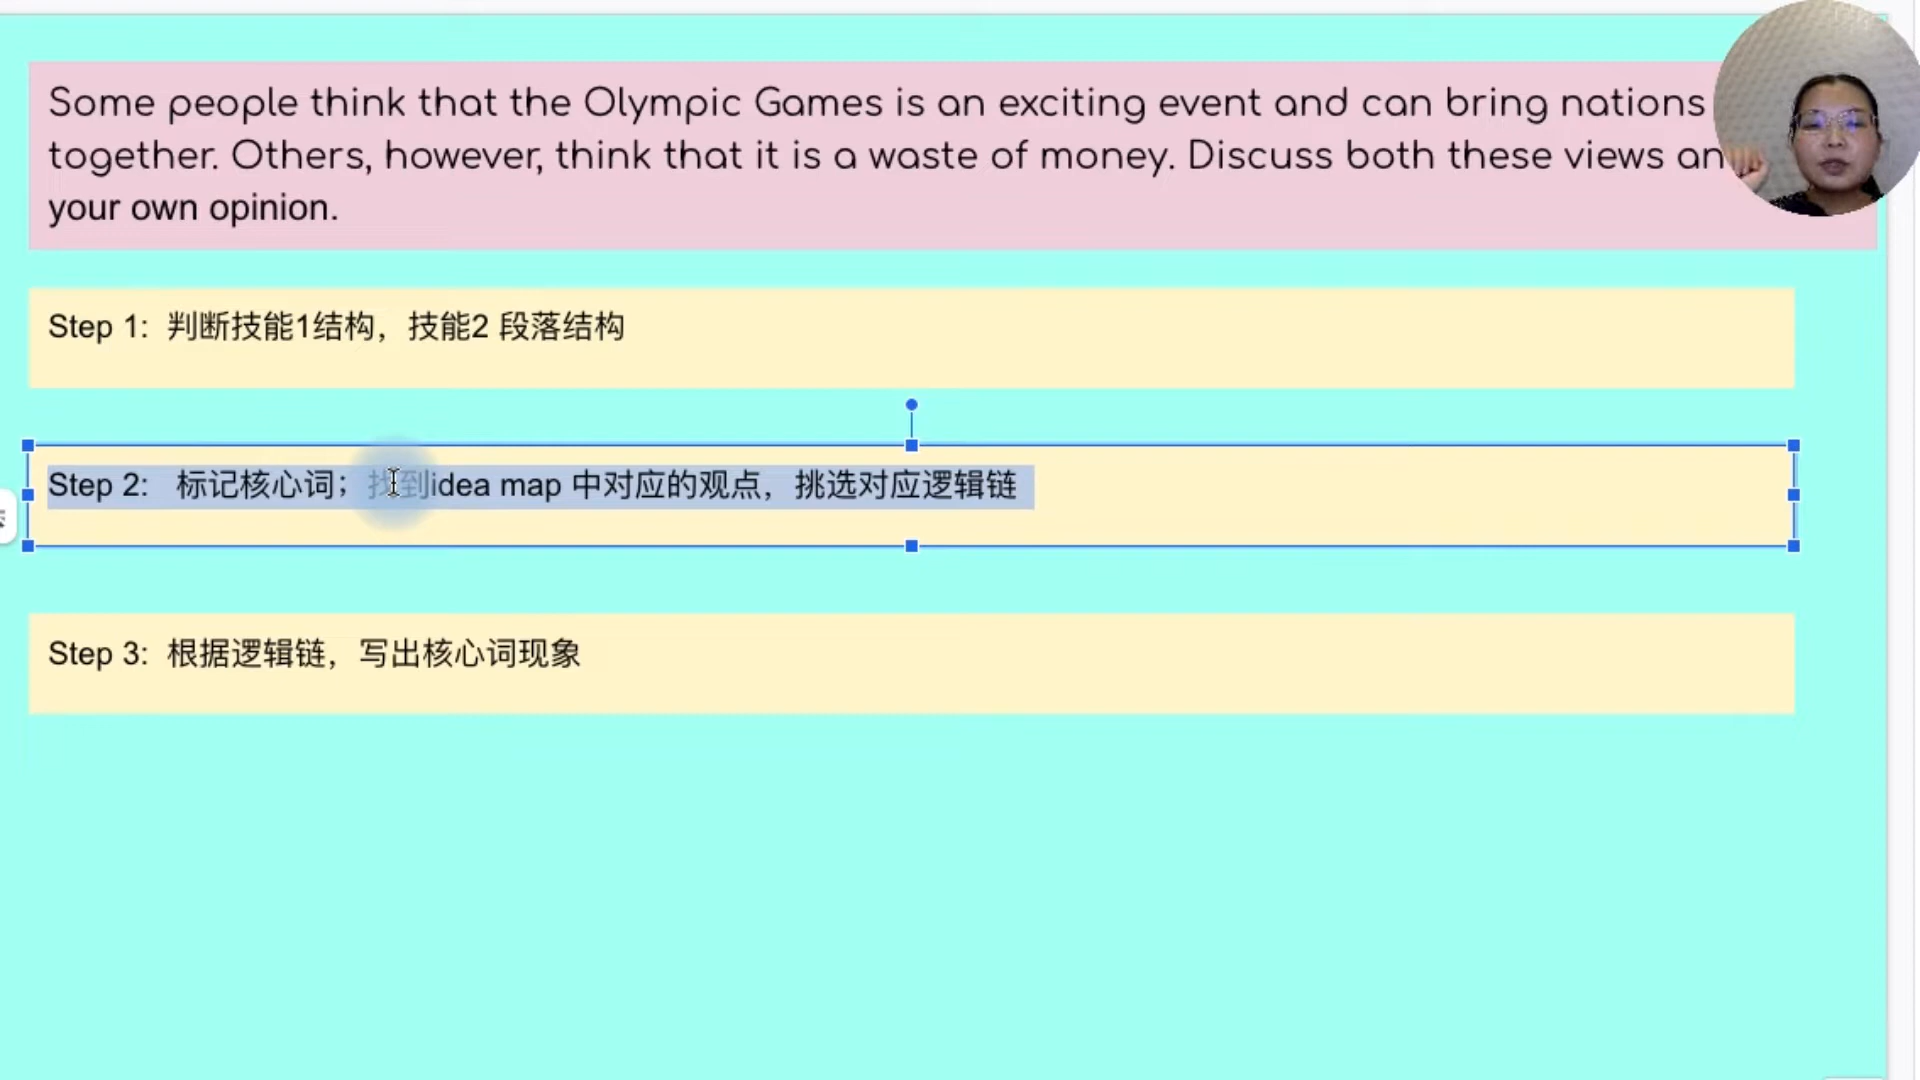 Some people think that the Olympic Games is an exciting event and can bring nations
together. Others, however, think that it is a waste of money. Discuss both these views an
your own opinion.
Step 1: 判断技能1结构，技能2 段落结构
Step 2: 标记核心词；找到idea map 中对应的观点，挑选对应逻辑链
Step 3: 根据逻辑链，写出核心词现象